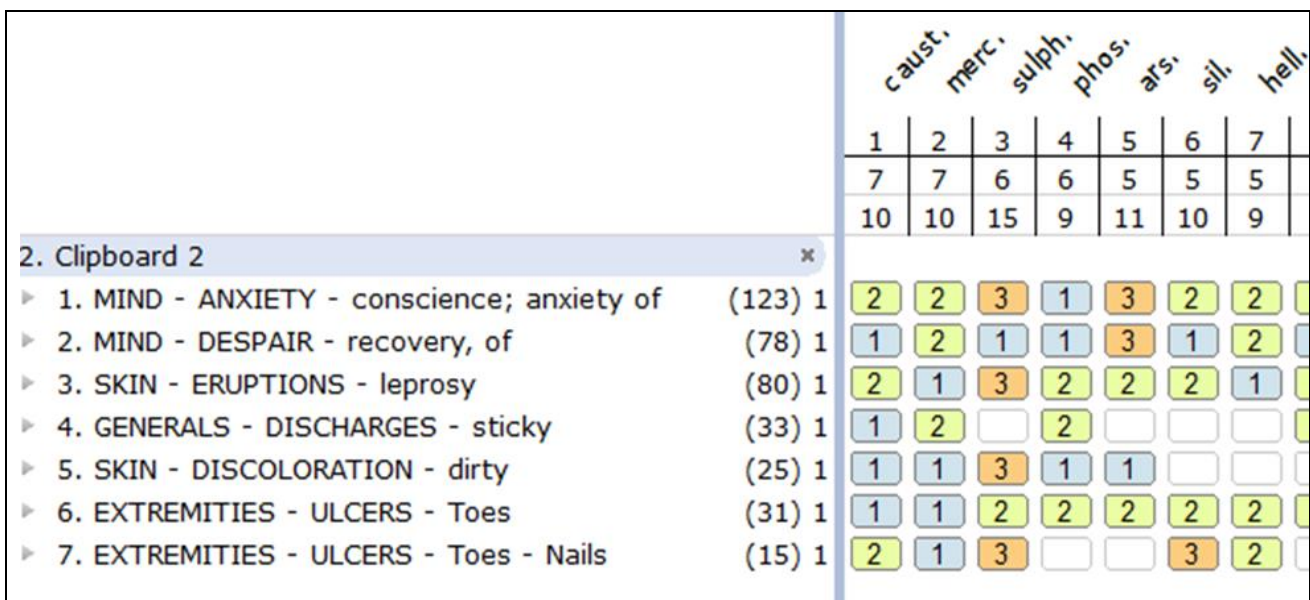 caust. merc. sulph. phos. ars. sil. hell.
1 2 3 4 5 6 7
7 7 6 6 5 5 5
10 10 15 9 11 10 9
2. Clipboard 2
1. MIND - ANXIETY - conscience; anxiety of (123) 1 2 2 3 1 3 2 2
2. MIND - DESPAIR - recovery, of (78) 1 1 2 1 1 3 1 2
3. SKIN - ERUPTIONS - leprosy (80) 1 2 1 3 2 2 2 1
4. GENERALS - DISCHARGES - sticky (33) 1 1 2 2
5. SKIN - DISCOLORATION - dirty (25) 1 1 1 3 1 1
6. EXTREMITIES - ULCERS - Toes (31) 1 1 1 2 2 2 2 2
7. EXTREMITIES - ULCERS - Toes - Nails (15) 1 2 1 3 3 2